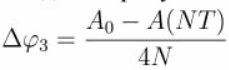 Δφ₃ = (A₀ − A(NT)) / 4N